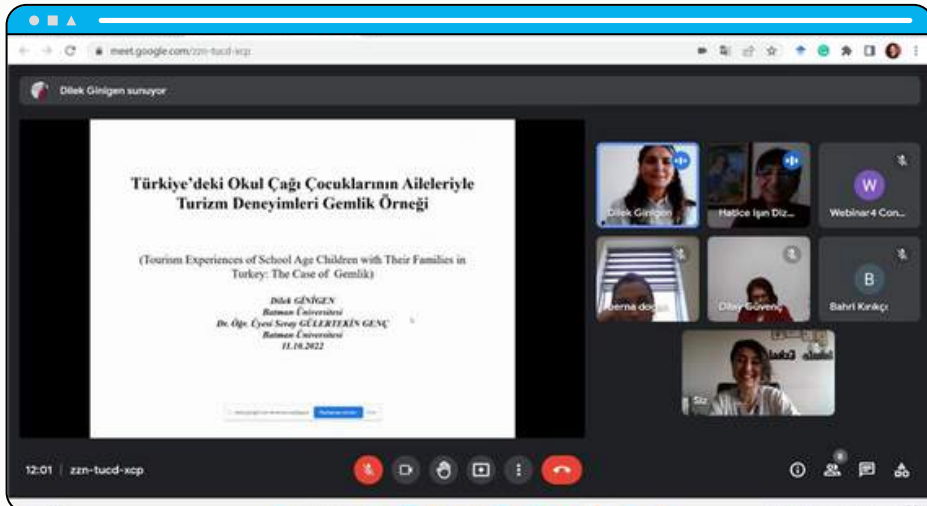 meet.google.com/zzn-tucd-xcp
Dilek Ginigen sunuyor
Türkiye'deki Okul Çağı Çocuklarının Aileleriyle
Turizm Deneyimleri Gemlik Örneği
(Tourism Experiences of School Age Children with Their Families in
Turkey: The Case of Gemlik)
Dilek GİNİGEN
Batman Üniversitesi
Dr. Öğr. Üyesi Seray GÜLERTEKİN GENÇ
Batman Üniversitesi
11.10.2022
Dilek Ginigen
Hatice Işın Diz...
W
Webinar4 Con...
berna dogan
Güvenç
B
Bahri Kırıkçı
Siz
12:01 | zzn-tucd-xcp
8